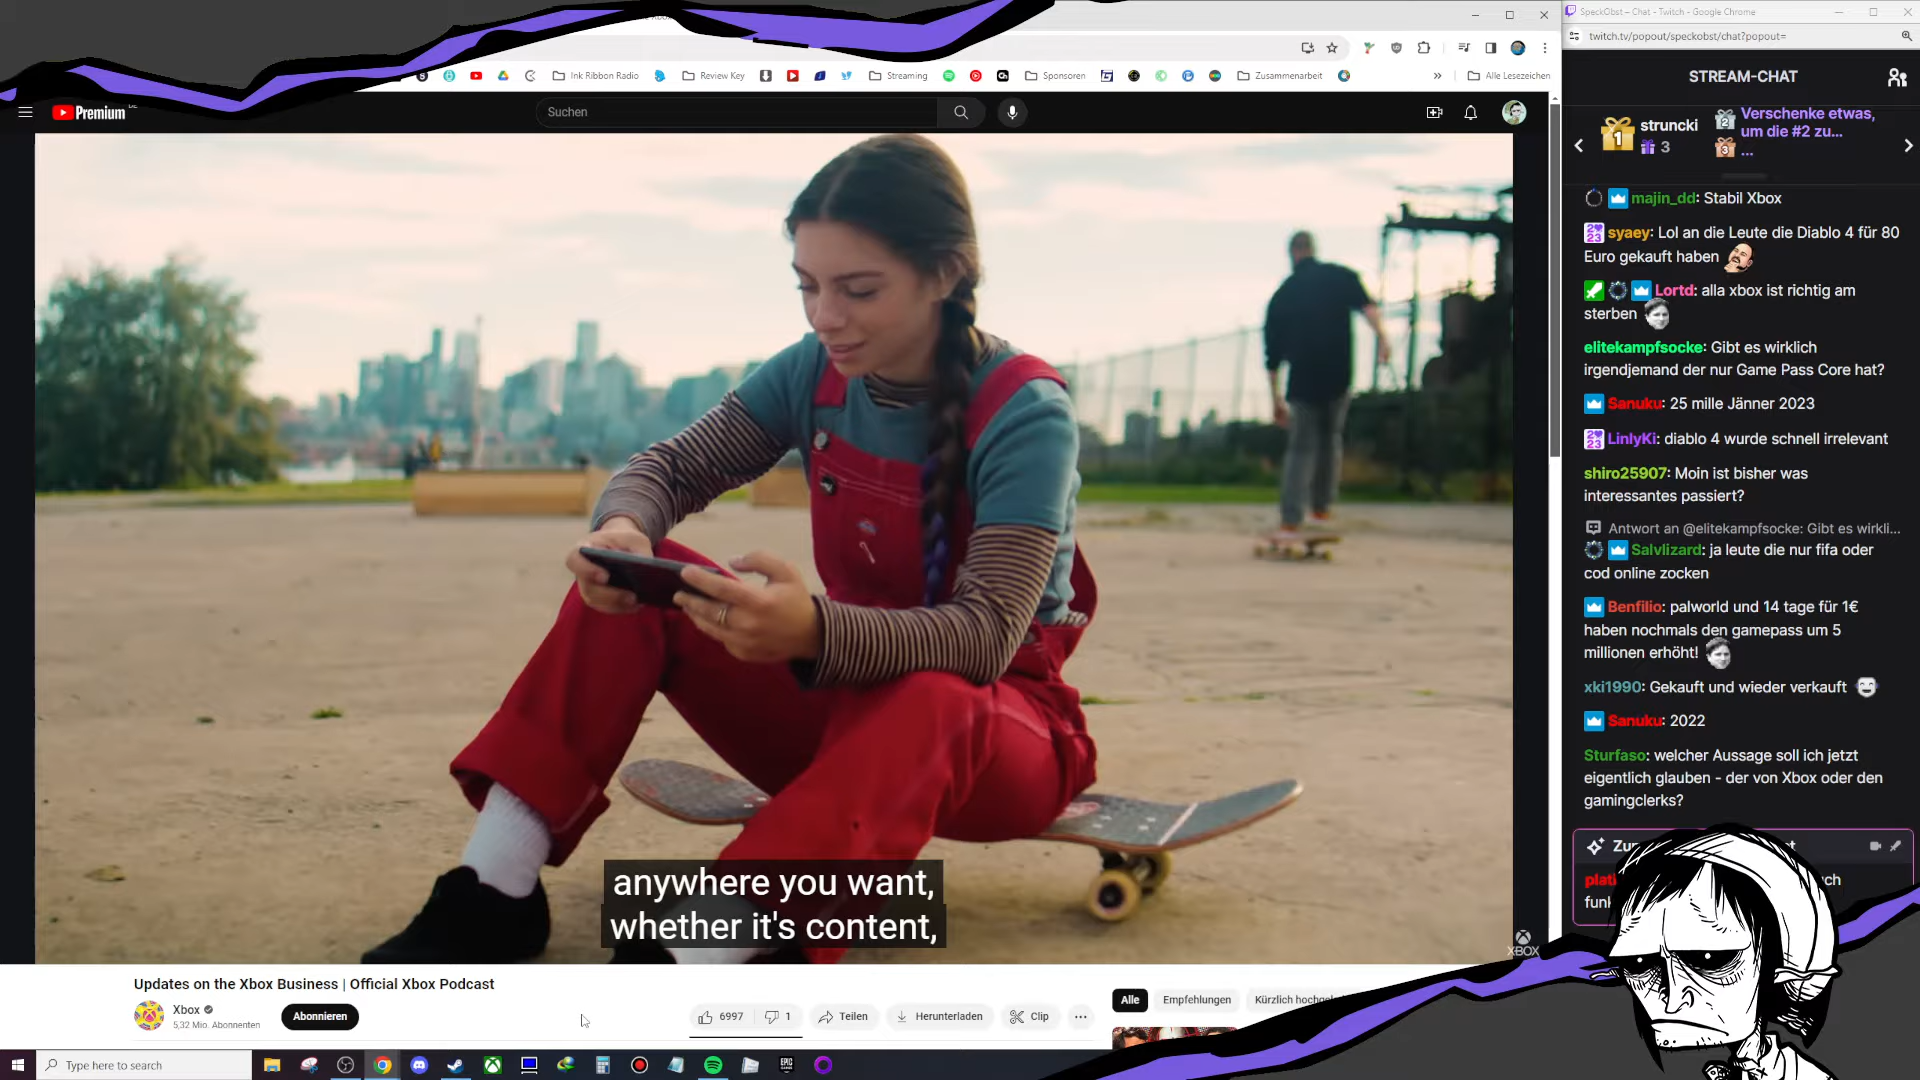 SpeckObst – Chat - Twitch - Google Chrome
twitch.tv/popout/speckobst/chat?popout=
Ink Ribbon Radio
Review Key
Streaming
Sponsoren
Zusammenarbeit
»
Alle Lesezeichen
Premium
Suchen
STREAM-CHAT
1
struncki
3
2
Verschenke etwas,
um die #2 zu...
3
...
majin_dd: Stabil Xbox
syaey: Lol an die Leute die Diablo 4 für 80
Euro gekauft haben
Lortd: alla xbox ist richtig am
sterben
elitekampfsocke: Gibt es wirklich
irgendjemand der nur Game Pass Core hat?
Sanuku: 25 mille Jänner 2023
LinlyKi: diablo 4 wurde schnell irrelevant
shiro25907: Moin ist bisher was
interessantes passiert?
Antwort an @elitekampfsocke: Gibt es wirkli...
Salvlizard: ja leute die nur fifa oder
cod online zocken
Benfilio: palworld und 14 tage für 1€
haben nochmals den gamepass um 5
millionen erhöht!
xki1990: Gekauft und wieder verkauft
Sanuku: 2022
Sturfaso: welcher Aussage soll ich jetzt
eigentlich glauben - der von Xbox oder den
gamingclerks?
anywhere you want,
whether it's content,
XBOX
Updates on the Xbox Business | Official Xbox Podcast
Xbox
5,32 Mio. Abonnenten
Abonnieren
6997
1
Teilen
Herunterladen
Clip
Alle
Empfehlungen
Kürzlich
Type here to search
EPIC